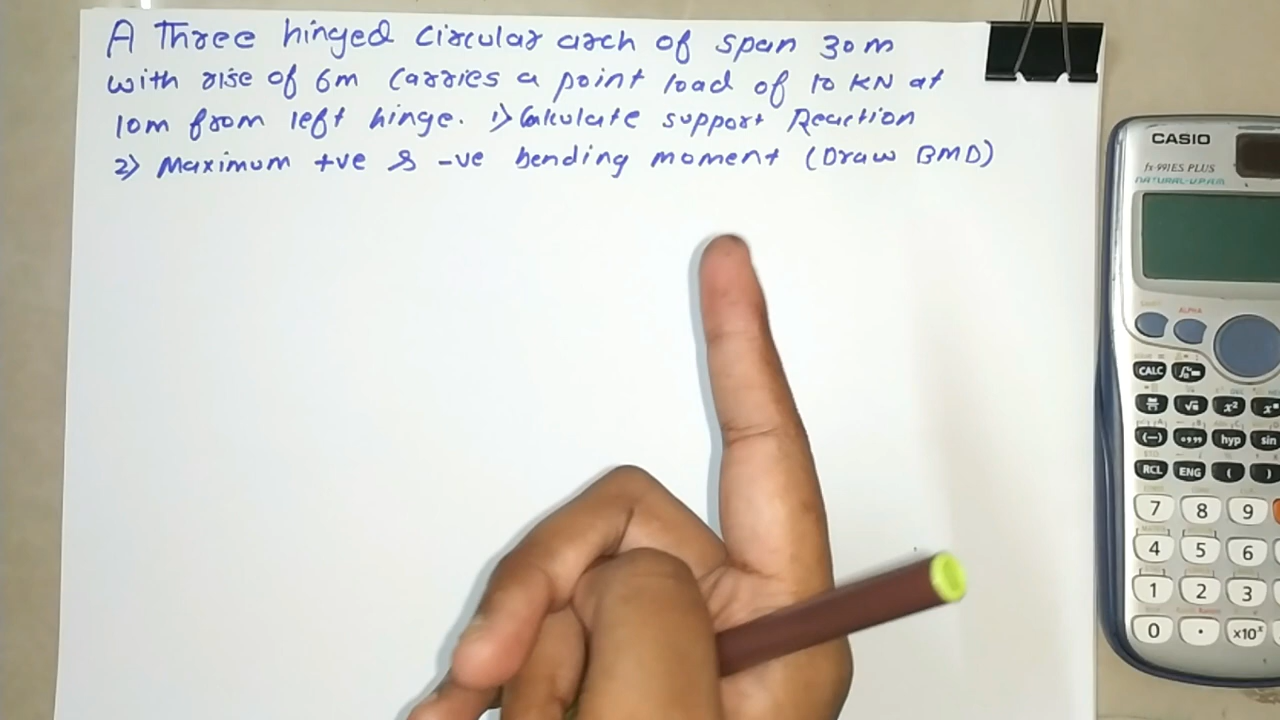 A Three hinged circular arch of span 30m
with rise of 6m carries a point load of 10 KN at
10m from left hinge. 1) Calculate support Reaction
2) Maximum +ve & -ve bending moment (Draw BMD)
CASIO
fx-991ES PLUS
NATURAL-V.P.A.M.
ALPHA
CALC
x²
(-)
hyp
sin
RCL
ENG
(
)
7 8 9
4 5 6
1 2 3
0 . ×10ˣ